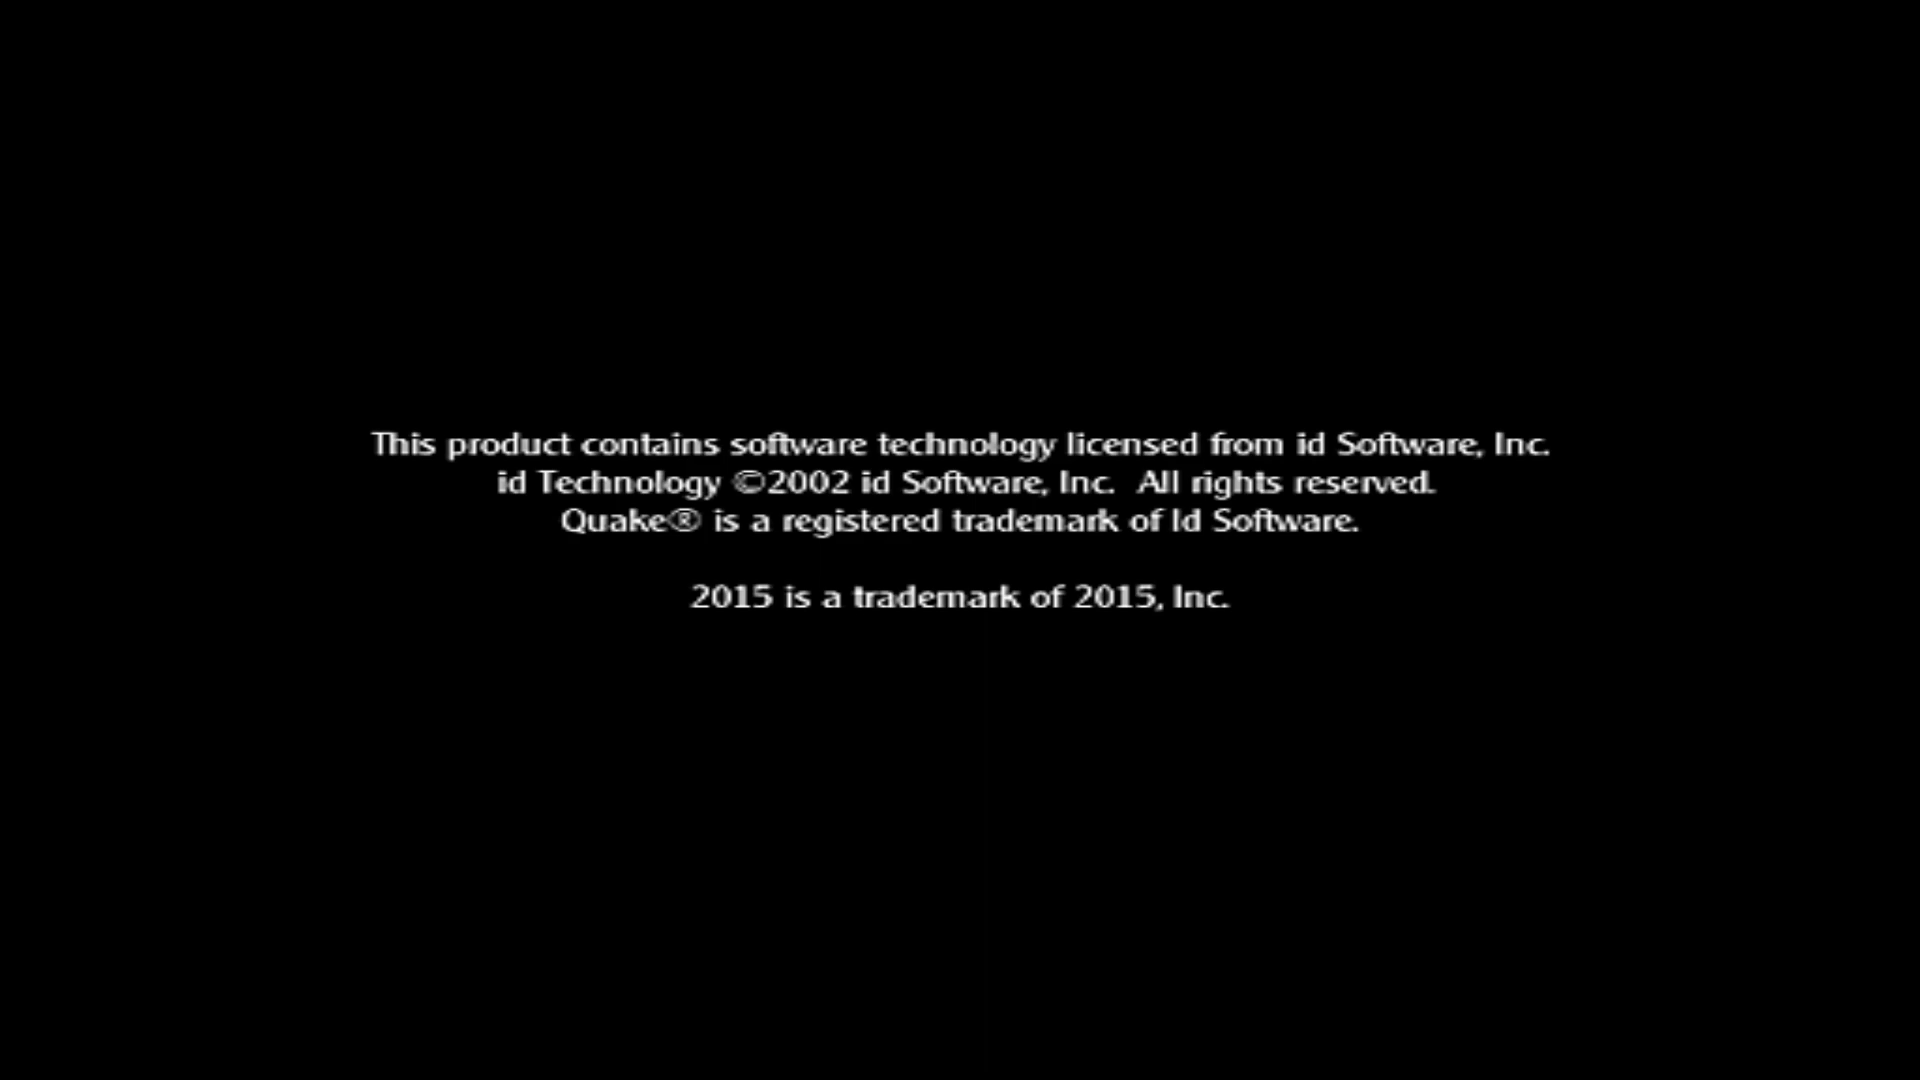 This product contains software technology licensed from id Software, Inc.
id Technology ©2002 id Software, Inc.  All rights reserved.
Quake® is a registered trademark of Id Software.
2015 is a trademark of 2015, Inc.